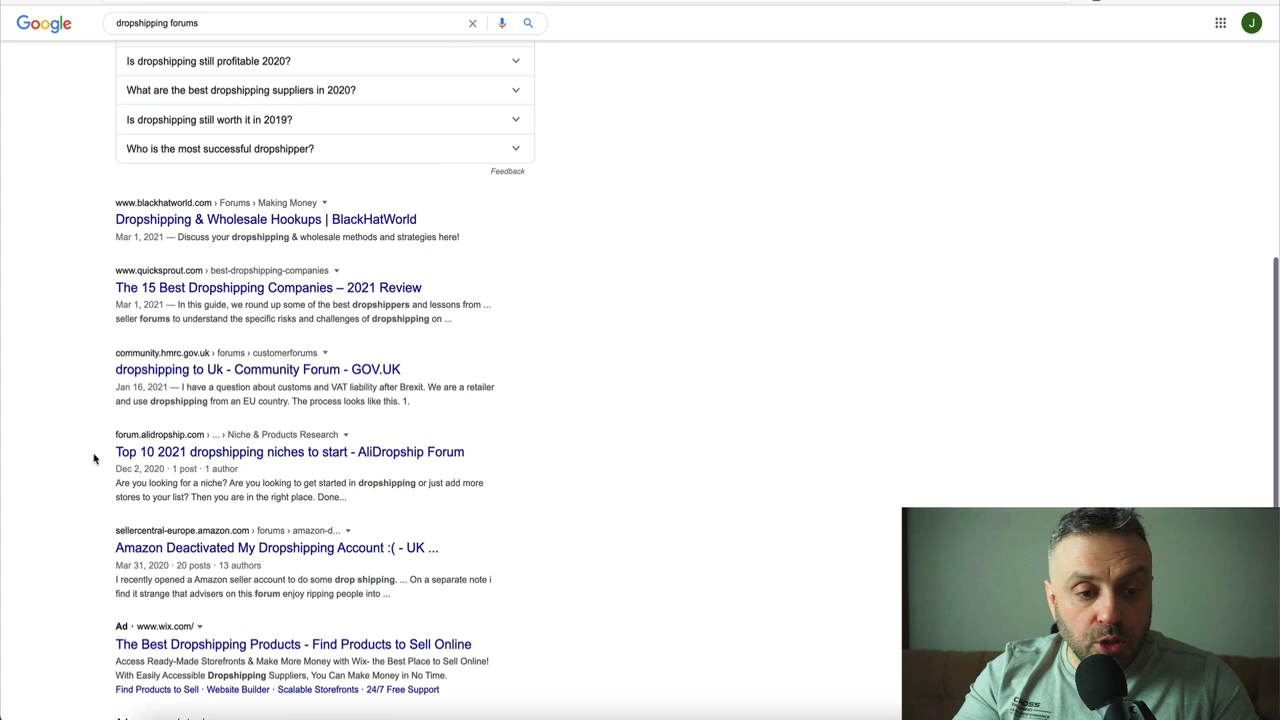 Google
dropshipping forums
J
Is dropshipping still profitable 2020?
What are the best dropshipping suppliers in 2020?
Is dropshipping still worth it in 2019?
Who is the most successful dropshipper?
Feedback
www.blackhatworld.com › Forums › Making Money
Dropshipping & Wholesale Hookups | BlackHatWorld
Mar 1, 2021 — Discuss your dropshipping & wholesale methods and strategies here!
www.quicksprout.com › best-dropshipping-companies
The 15 Best Dropshipping Companies – 2021 Review
Mar 1, 2021 — In this guide, we round up some of the best dropshippers and lessons from ...
seller forums to understand the specific risks and challenges of dropshipping on ...
community.hmrc.gov.uk › forums › customerforums
dropshipping to Uk - Community Forum - GOV.UK
Jan 16, 2021 — I have a question about customs and VAT liability after Brexit. We are a retailer
and use dropshipping from an EU country. The process looks like this. 1.
forum.alidropship.com › ... › Niche & Products Research
Top 10 2021 dropshipping niches to start - AliDropship Forum
Dec 2, 2020 · 1 post · 1 author
Are you looking for a niche? Are you looking to get started in dropshipping or just add more
stores to your list? Then you are in the right place. Done...
sellercentral-europe.amazon.com › forums › amazon-d...
Amazon Deactivated My Dropshipping Account :( - UK ...
Mar 31, 2020 · 20 posts · 13 authors
I recently opened a Amazon seller account to do some drop shipping. ... On a separate note i
find it strange that advisers on this forum enjoy ripping people into ...
Ad · www.wix.com/
The Best Dropshipping Products - Find Products to Sell Online
Access Ready-Made Storefronts & Make More Money with Wix- the Best Place to Sell Online!
With Easily Accessible Dropshipping Suppliers, You Can Make Money in No Time.
Find Products to Sell · Website Builder · Scalable Storefronts · 24/7 Free Support